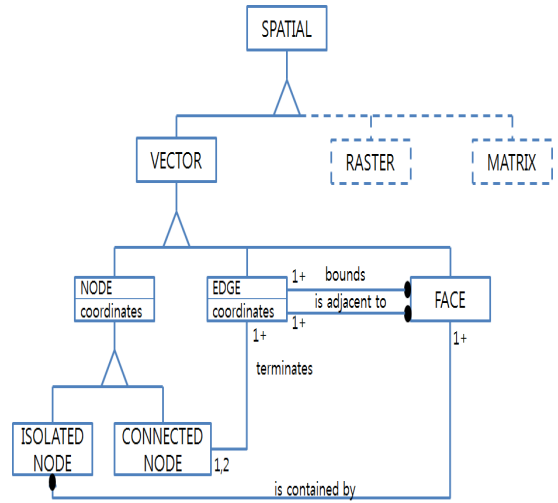 SPATIAL
VECTOR
RASTER
MATRIX
NODE
coordinates
EDGE
coordinates
1+
bounds
is adjacent to
1+
FACE
1+
terminates
1+
ISOLATED
NODE
CONNECTED
NODE
1,2
is contained by